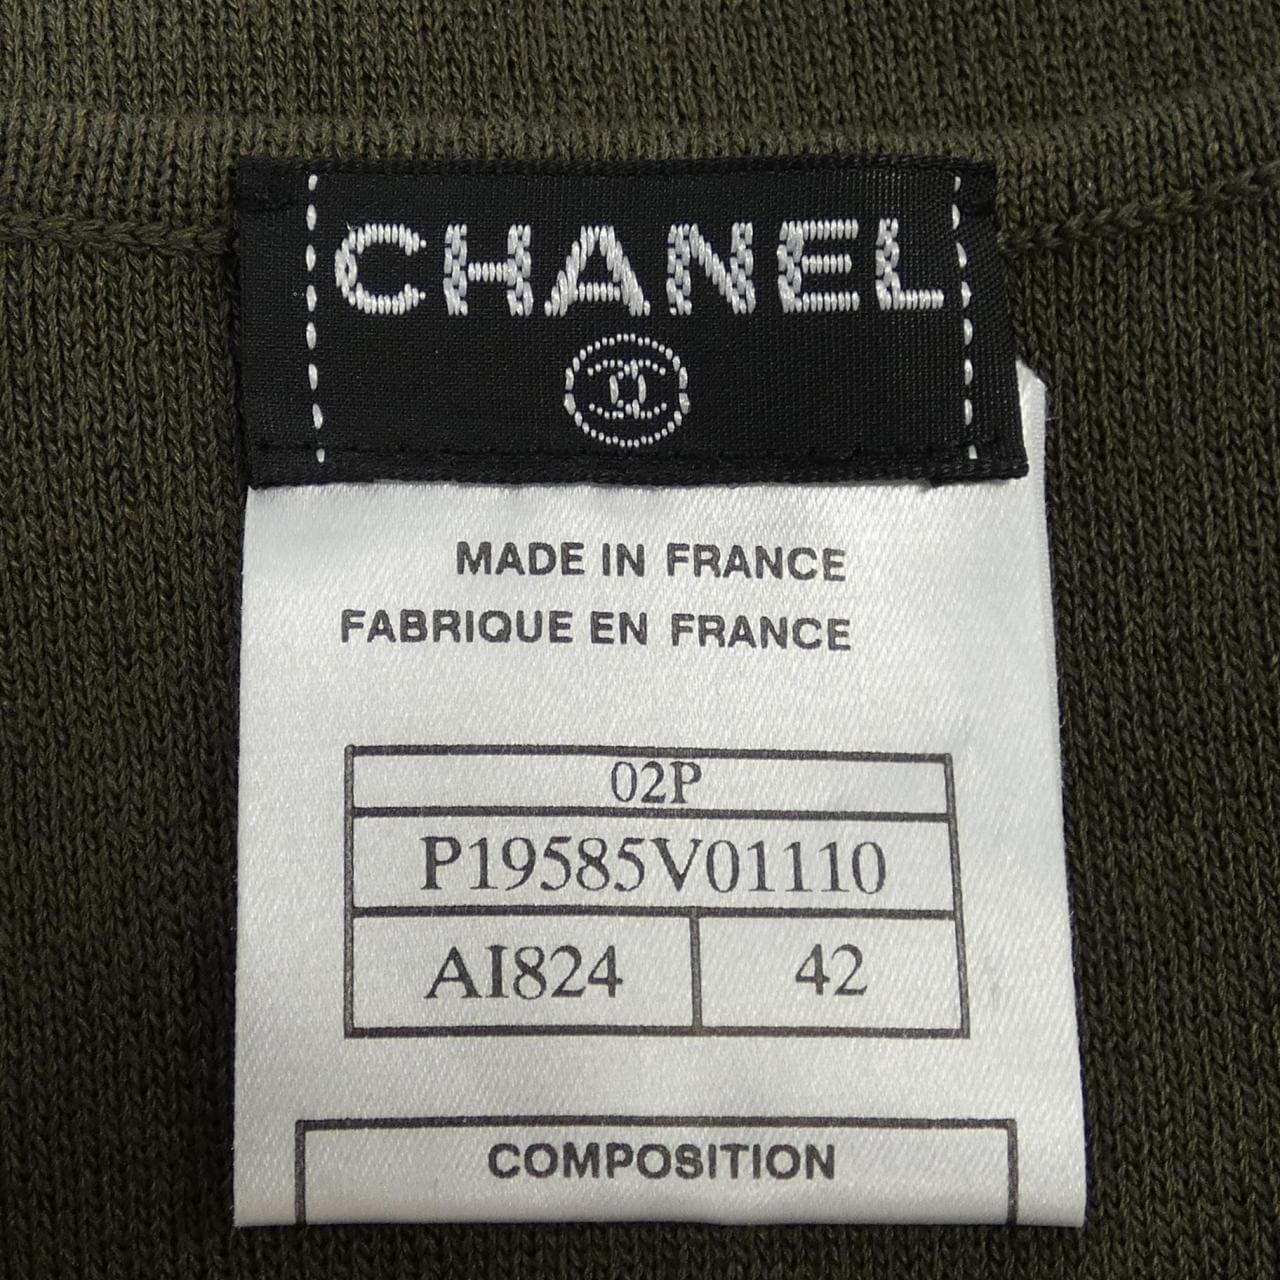 CHANEL
MADE IN FRANCE
FABRIQUE EN FRANCE
02P
P19585V01110
AI824 42
COMPOSITION